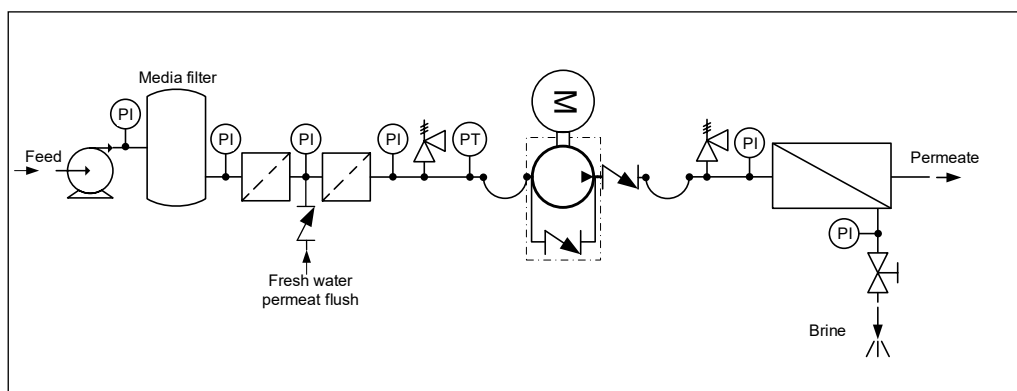 Media filter
PI
PI
PI
PI
PT
M
PI
Feed
Permeate
PI
Fresh water
permeat flush
Brine